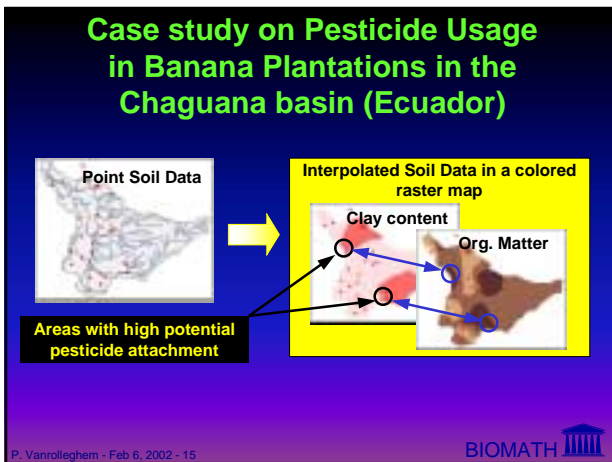 Case study on Pesticide Usage
in Banana Plantations in the
Chaguana basin (Ecuador)
Point Soil Data
Interpolated Soil Data in a colored
raster map
Clay content
Org. Matter
Areas with high potential
pesticide attachment
P. Vanrolleghem - Feb 6, 2002 - 15
BIOMATH